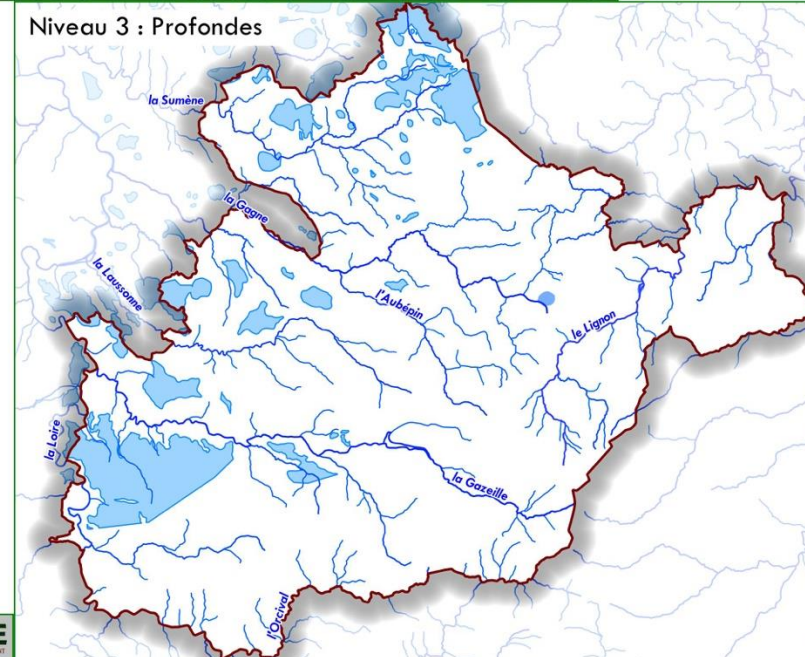 Niveau 3 : Profondes
la Sumène
la Gagne
la Laussonne
l'Aubépin
le Lignon
la Loire
la Gazeille
l'Orcival
E